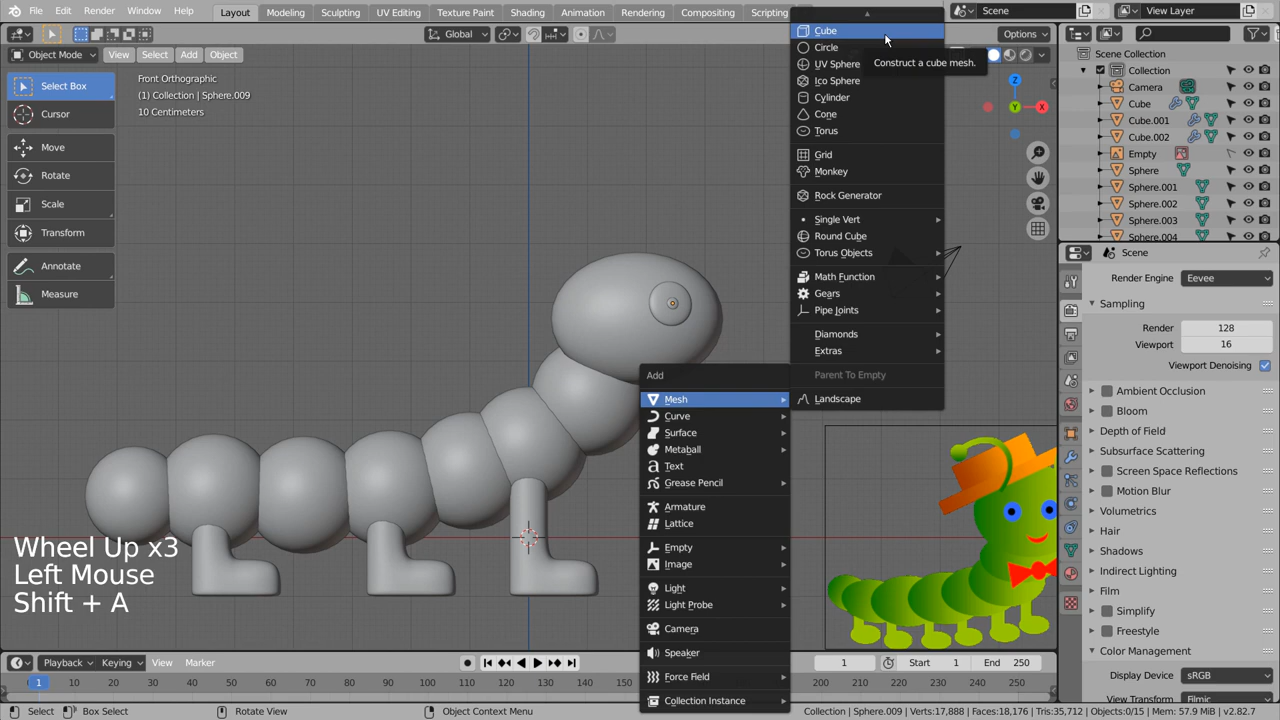 File Edit Render Window Help Layout Modeling Sculpting UV Editing Texture Paint Shading Animation Rendering Compositing Scripting Scene View Layer
Global Options
Object Mode View Select Add Object
Select Box
Cursor
Move
Rotate
Scale
Transform
Annotate
Measure
Front Orthographic
(1) Collection | Sphere.009
10 Centimeters
Cube
Circle
UV Sphere
Ico Sphere
Cylinder
Cone
Torus
Grid
Monkey
Rock Generator
Single Vert
Round Cube
Torus Objects
Math Function
Gears
Pipe Joints
Diamonds
Extras
Parent To Empty
Landscape
Construct a cube mesh.
Z
Y
X
Add
Mesh
Curve
Surface
Metaball
Text
Grease Pencil
Armature
Lattice
Empty
Image
Light
Light Probe
Camera
Speaker
Force Field
Collection Instance
Wheel Up x3
Left Mouse
Shift + A
Scene Collection
Collection
Camera
Cube
Cube.001
Cube.002
Empty
Sphere
Sphere.001
Sphere.002
Sphere.003
Sphere.004
Scene
Render Engine Eevee
Sampling
Render 128
Viewport 16
Viewport Denoising
Ambient Occlusion
Bloom
Depth of Field
Subsurface Scattering
Screen Space Reflections
Motion Blur
Volumetrics
Hair
Shadows
Indirect Lighting
Film
Simplify
Freestyle
Color Management
Display Device sRGB
View Transform Filmic
Playback Keying View Marker 1 Start 1 End 250
1 10 20 30 40 50 60 70 80 90 100 110 120 130 140 150 200 210 220 230 240 250
Select Box Select Rotate View Object Context Menu Collection | Sphere.009 | Verts:17,888 | Faces:18,176 | Tris:35,712 | Objects:0/15 | Mem: 57.9 MiB | v2.82.7